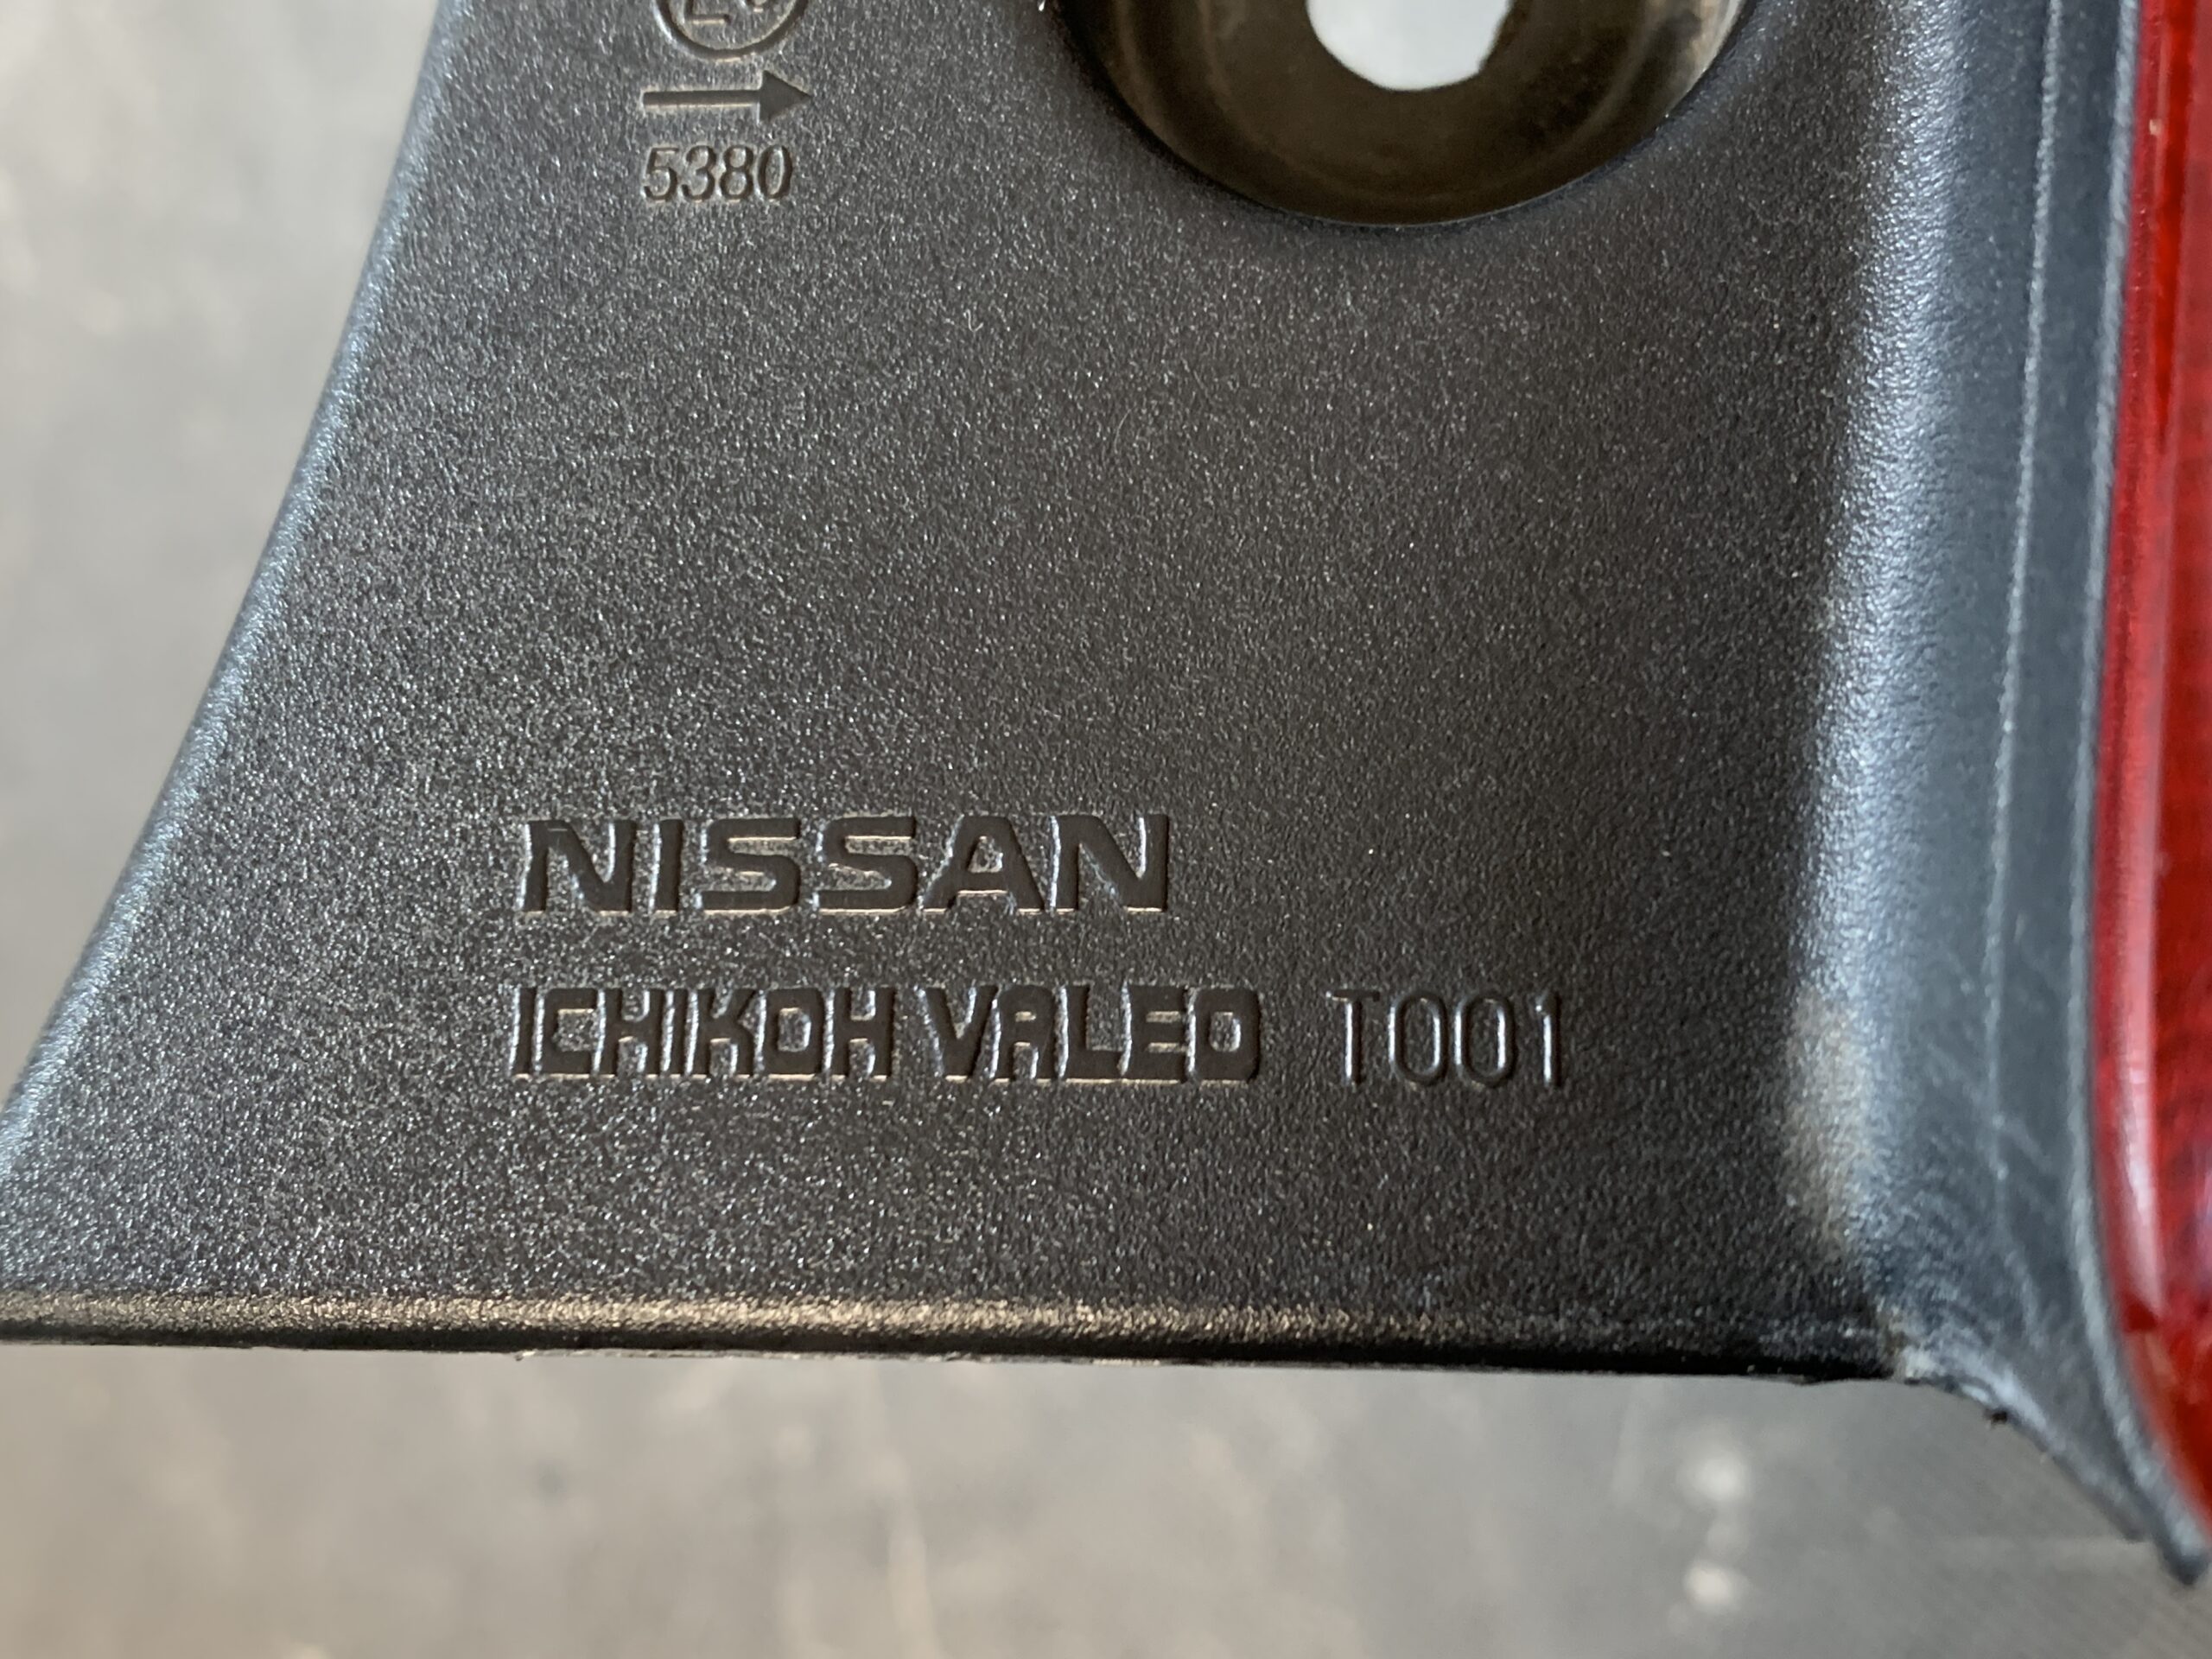 5380
NISSAN
ICHIKOH VALEO T001